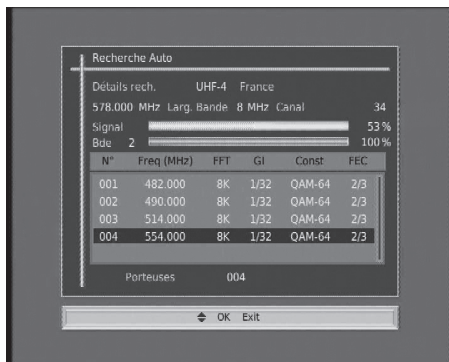 Recherche Auto
Détails rech. UHF-4 France
578.000 MHz Larg. Bande 8 MHz Canal 34
Signal 53 %
Bde 2 100 %
N° Freq (MHz) FFT GI Const FEC
001 482.000 8K 1/32 QAM-64 2/3
002 490.000 8K 1/32 QAM-64 2/3
003 514.000 8K 1/32 QAM-64 2/3
004 554.000 8K 1/32 QAM-64 2/3
Porteuses 004
OK Exit